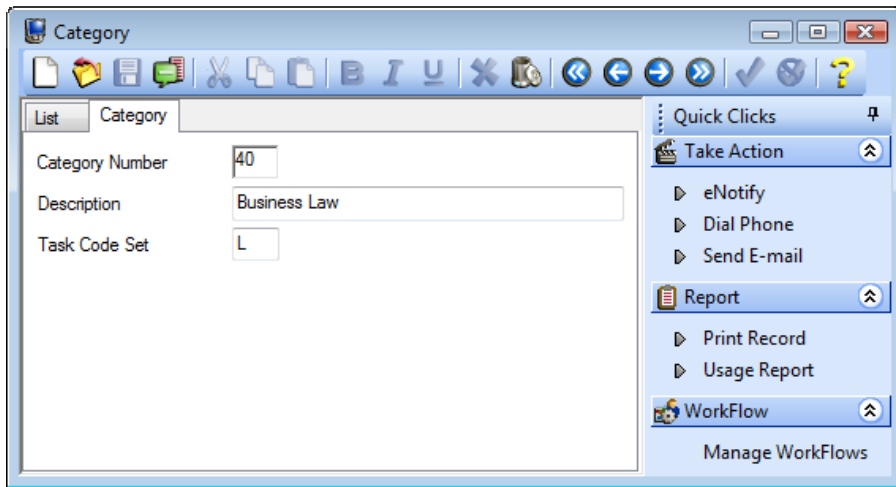 Category
B I U
List Category
Quick Clicks
Category Number 40
Description Business Law
Task Code Set L
Take Action
eNotify
Dial Phone
Send E-mail
Report
Print Record
Usage Report
WorkFlow
Manage WorkFlows